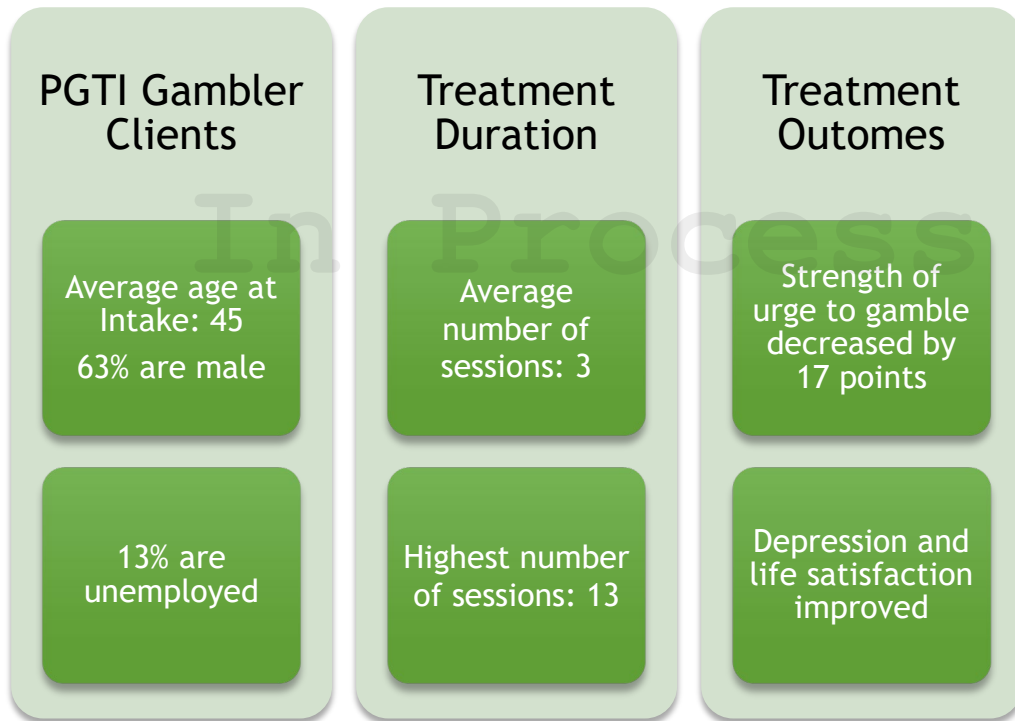 PGTI Gambler
Clients
Average age at
Intake: 45
63% are male
13% are
unemployed
Treatment
Duration
Average
number of
sessions: 3
Highest number
of sessions: 13
Treatment
Outcomes
Strength of
urge to gamble
decreased by
17 points
Depression and
life satisfaction
improved
In Process